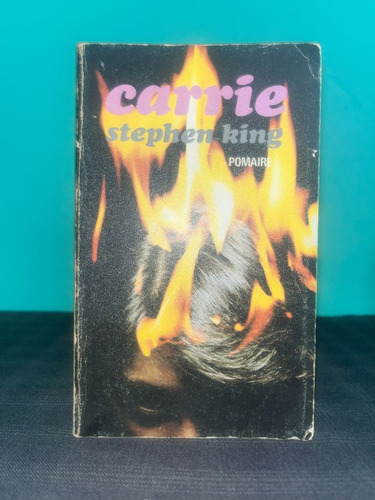 carrie
stephen king
POMAIRE